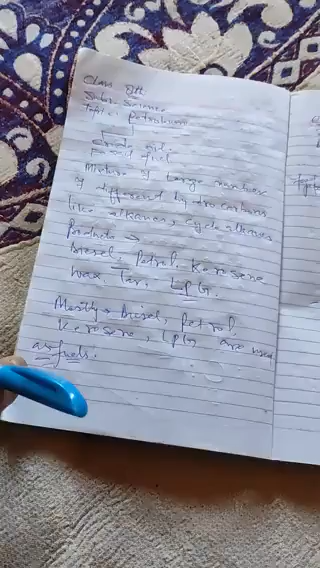 Class 8th
Sub: Science
Topic: Petroleum
Crude oil.
Fossil fuel
Mixture of large number
of different hydrocarbons
like alkanes, cycloalkanes
Products →
Diesel, Petrol, Kerosene
Wax, Tar, LPG.
Mostly → Diesel, Petrol,
Kerosene, LPG are used
as fuels.